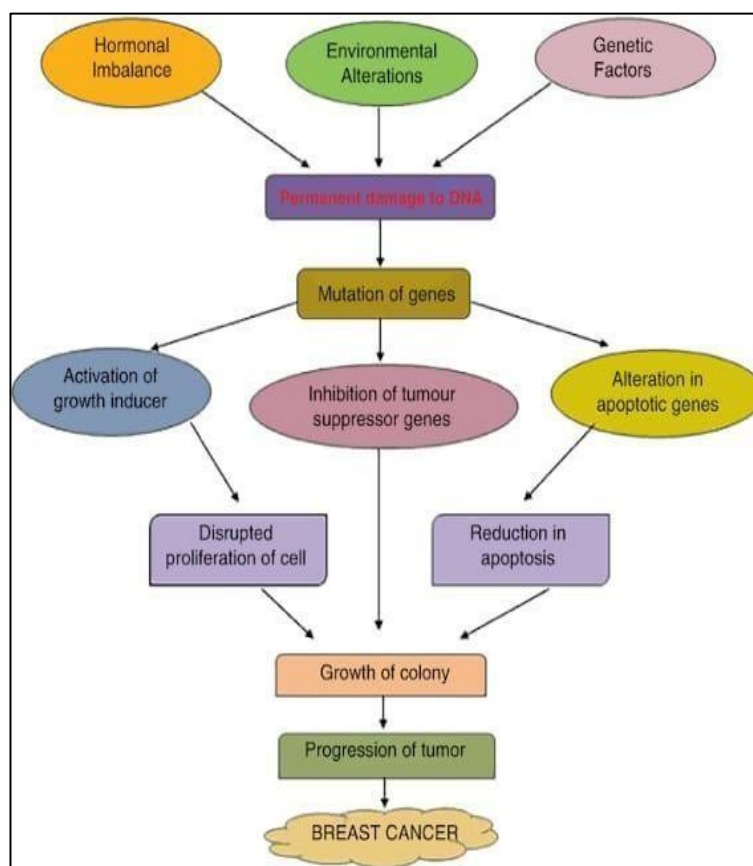 Hormonal
Imbalance
Environmental
Alterations
Genetic
Factors
Permanent damage to DNA
Mutation of genes
Activation of
growth inducer
Inhibition of tumour
suppressor genes
Alteration in
apoptotic genes
Disrupted
proliferation of cell
Reduction in
apoptosis
Growth of colony
Progression of tumor
BREAST CANCER